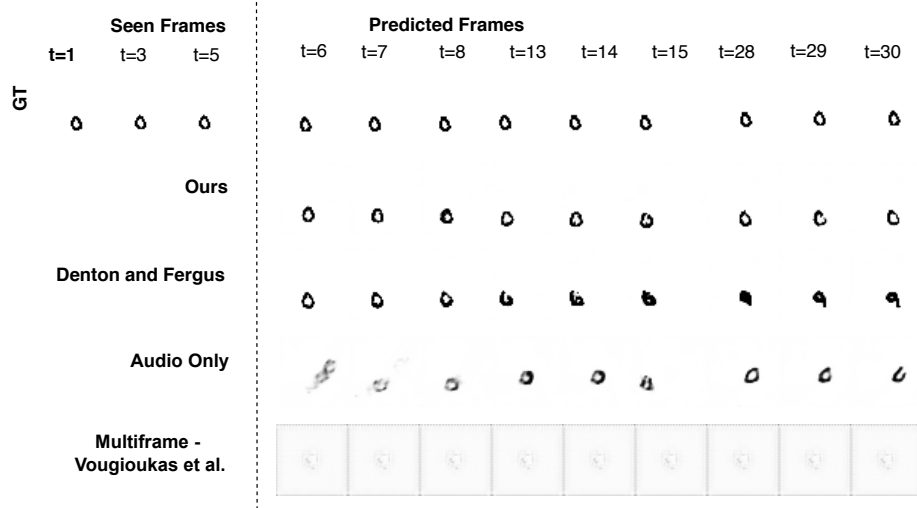 Seen Frames
Predicted Frames
t=1 t=3 t=5 t=6 t=7 t=8 t=13 t=14 t=15 t=28 t=29 t=30
GT
Ours
Denton and Fergus
Audio Only
Multiframe -
Vougioukas et al.